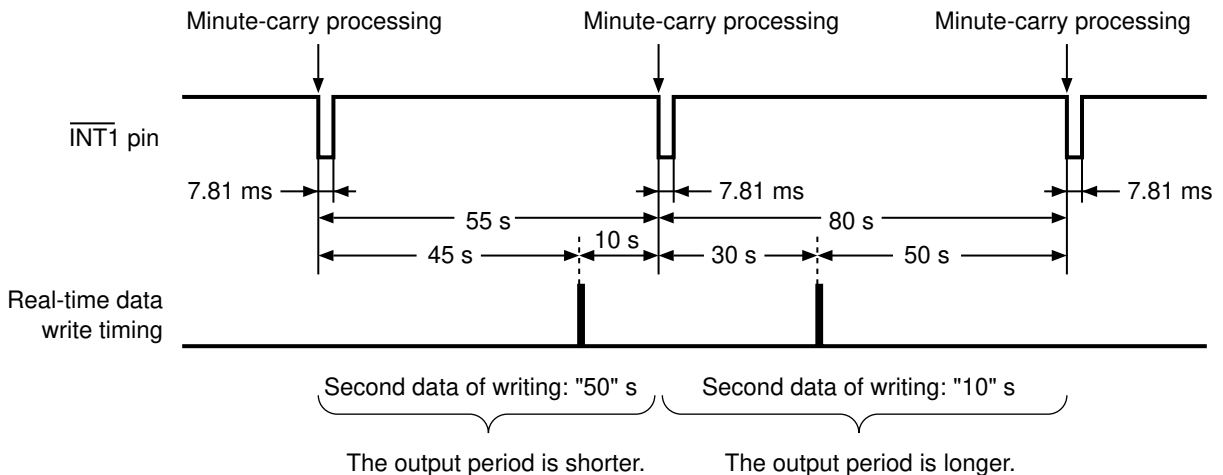 Minute-carry processing Minute-carry processing Minute-carry processing
INT1 pin
7.81 ms 7.81 ms 7.81 ms
55 s 80 s
45 s 10 s 30 s 50 s
Real-time data
write timing
Second data of writing: "50" s Second data of writing: "10" s
The output period is shorter. The output period is longer.